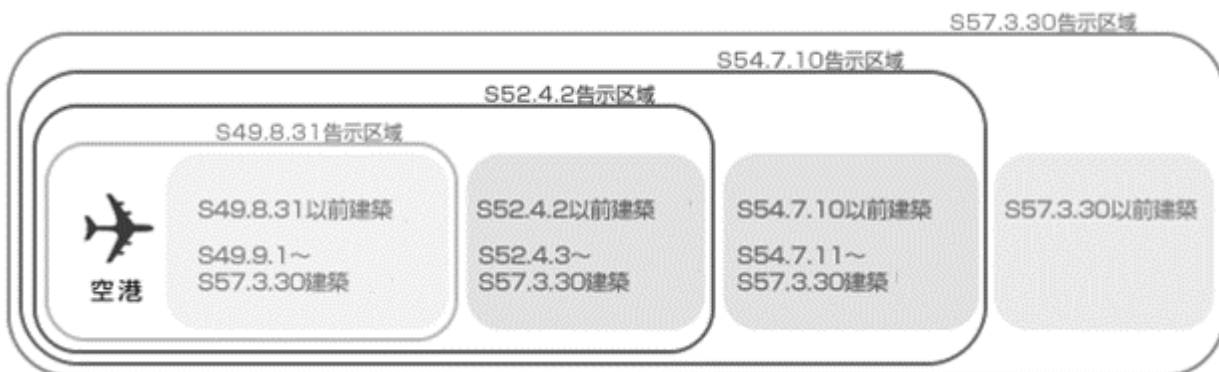 S57.3.30告示区域
S54.7.10告示区域
S52.4.2告示区域
S49.8.31告示区域
空港
S49.8.31以前建築
S49.9.1～
S57.3.30建築
S52.4.2以前建築
S52.4.3～
S57.3.30建築
S54.7.10以前建築
S54.7.11～
S57.3.30建築
S57.3.30以前建築